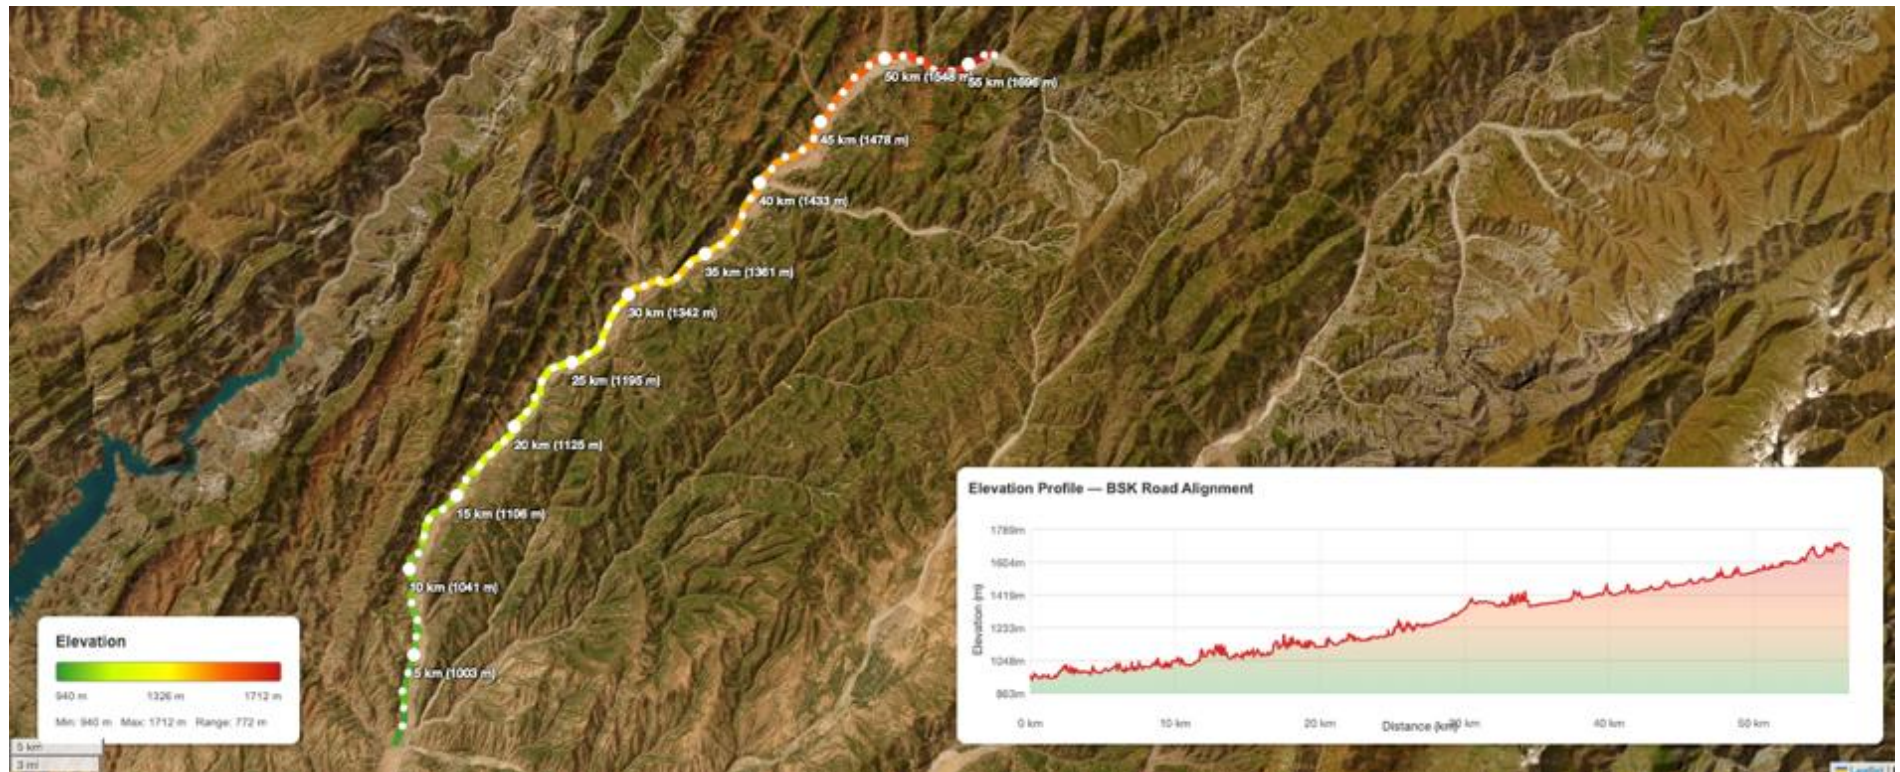 50 km (1548 m)
55 km (1696 m)
45 km (1478 m)
40 km (1433 m)
35 km (1361 m)
30 km (1342 m)
25 km (1195 m)
20 km (1125 m)
15 km (1106 m)
10 km (1041 m)
5 km (1003 m)
Elevation
940 m 1326 m 1712 m
Min: 940 m Max: 1712 m Range: 772 m
5 km
3 mi
Elevation Profile — BSK Road Alignment
Elevation (m)
1789m
1604m
1419m
1233m
1048m
863m
0 km 10 km 20 km 30 km 40 km 50 km
Distance (km)
Leaflet